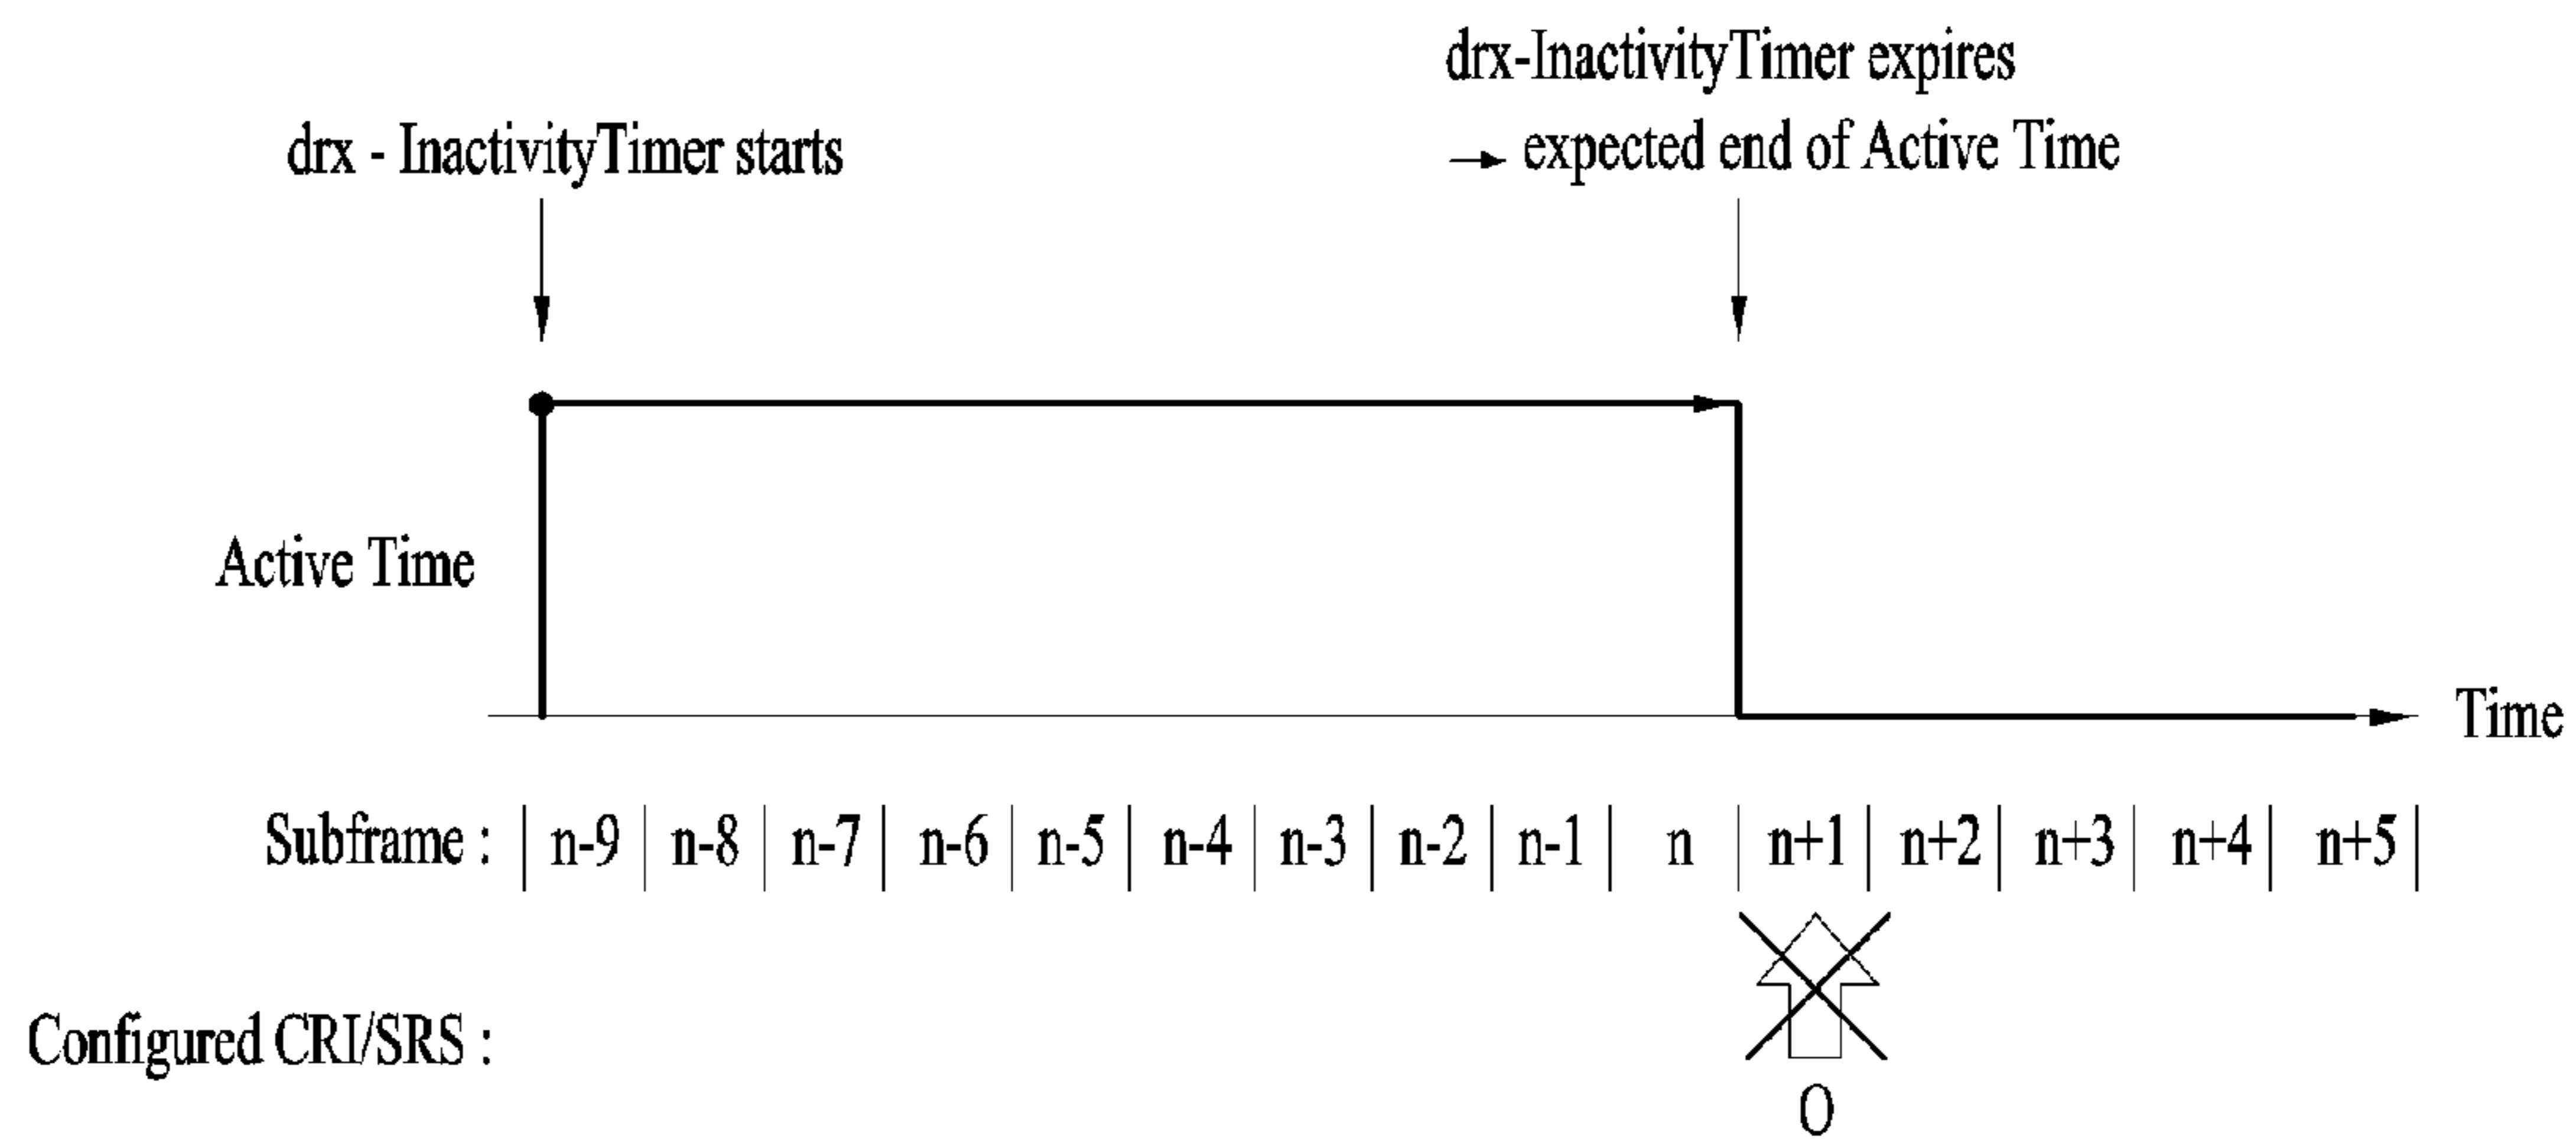 drx-InactivityTimer expires
→ expected end of Active Time
drx - InactivityTimer starts
Active Time
Time
Subframe : | n-9 | n-8 | n-7 | n-6 | n-5 | n-4 | n-3 | n-2 | n-1 | n | n+1 | n+2 | n+3 | n+4 | n+5 |
Configured CRI/SRS :
O